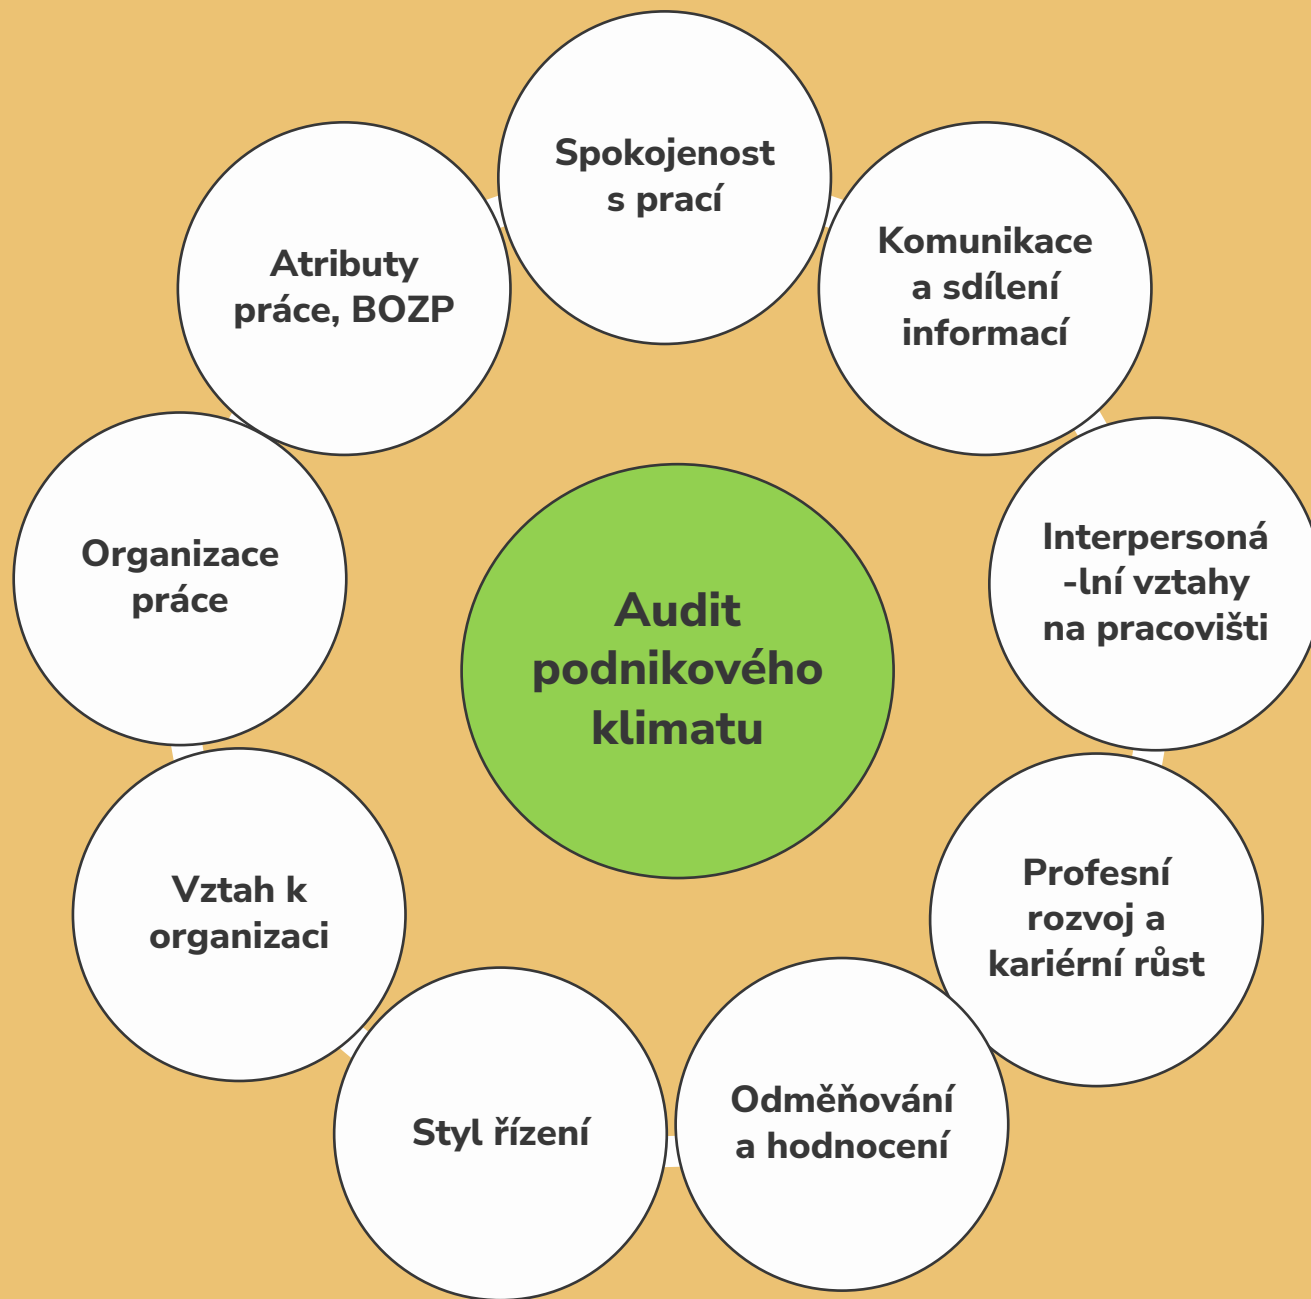 Spokojenost
s prací
Komunikace
a sdílení
informací
Interpersoná
-lní vztahy
na pracovišti
Profesní
rozvoj a
kariérní růst
Odměňování
a hodnocení
Styl řízení
Vztah k
organizaci
Organizace
práce
Atributy
práce, BOZP
Audit
podnikového
klimatu